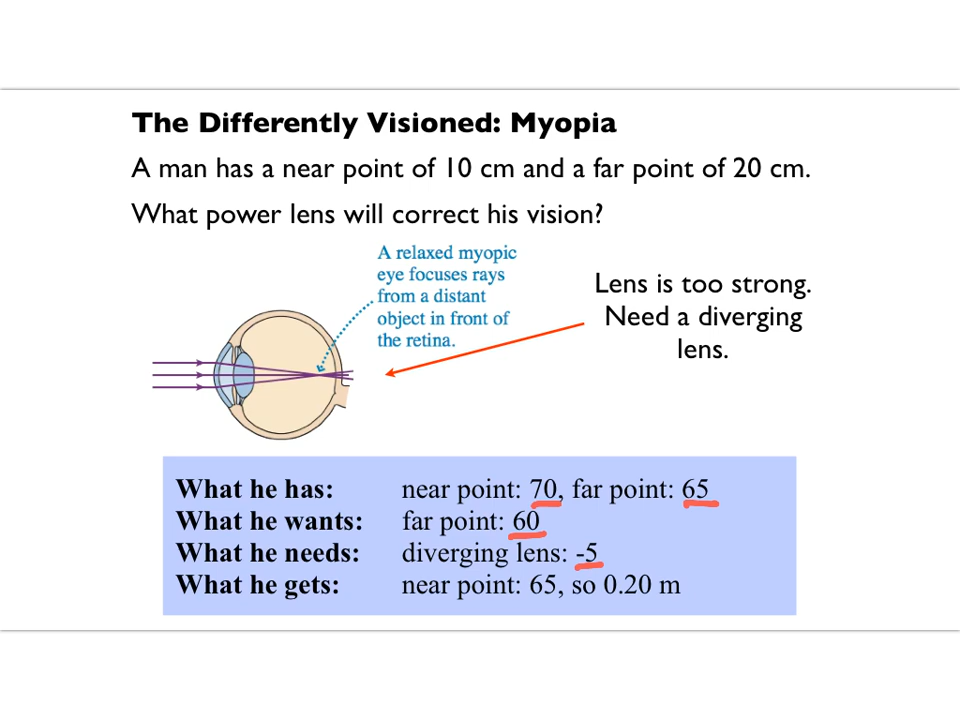 The Differently Visioned: Myopia
A man has a near point of 10 cm and a far point of 20 cm.
What power lens will correct his vision?
A relaxed myopic
eye focuses rays
from a distant
object in front of
the retina.
Lens is too strong.
Need a diverging
lens.
What he has: near point: 70, far point: 65
What he wants: far point: 60
What he needs: diverging lens: -5
What he gets: near point: 65, so 0.20 m